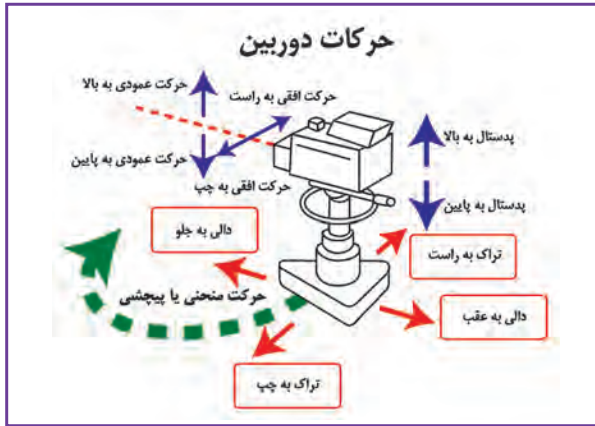 حرکات دوربین
حرکت عمودی به بالا
حرکت افقی به راست
پدستال به بالا
حرکت عمودی به پایین
حرکت افقی به چپ
پدستال به پایین
دالی به جلو
تراک به راست
حرکت منحنی یا پیچشی
دالی به عقب
تراک به چپ